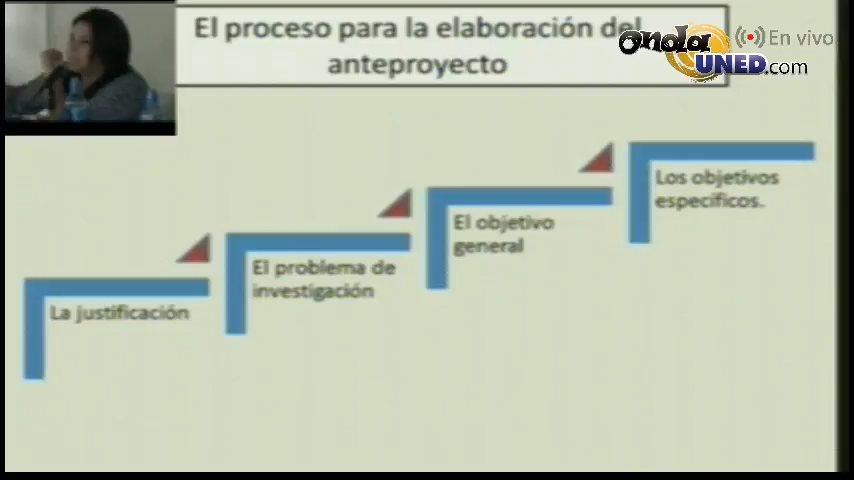 El proceso para la elaboración del
anteproyecto
onda
UNED.com
En vivo
Los objetivos
específicos.
El objetivo
general
El problema de
investigación
La justificación